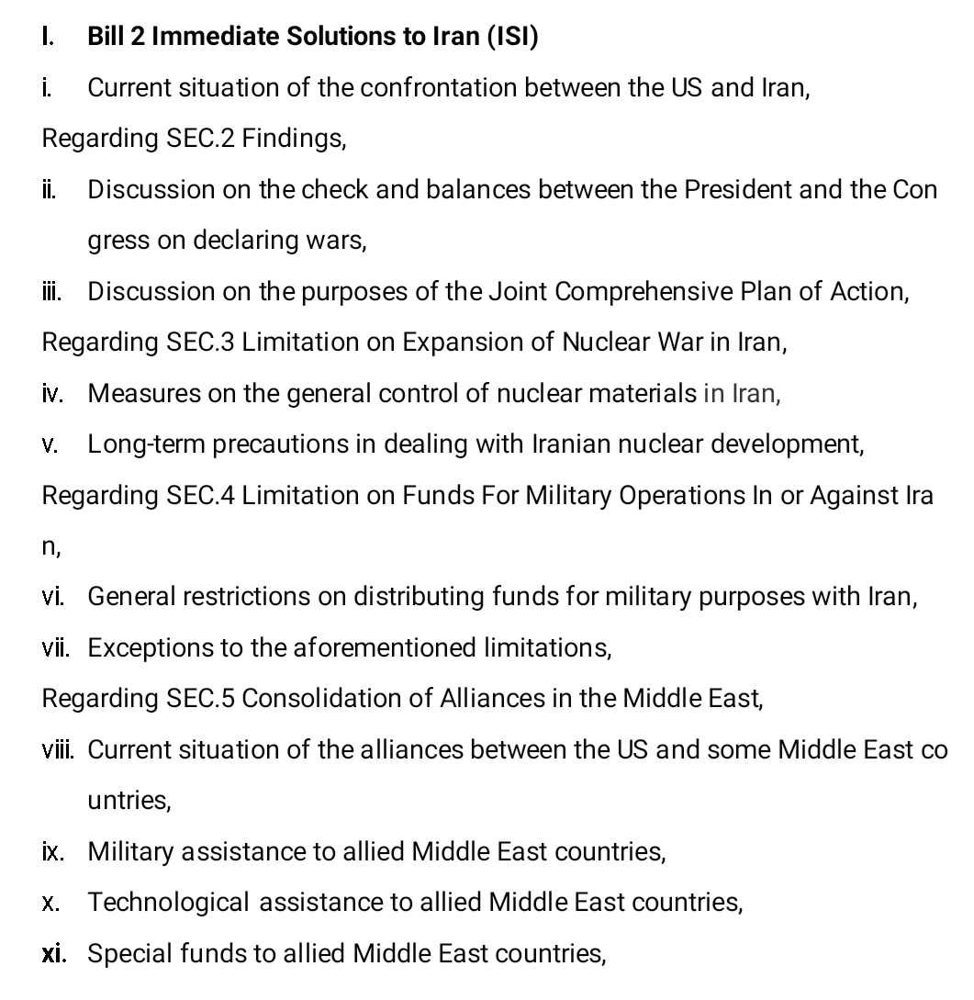 I. Bill 2 Immediate Solutions to Iran (ISI)
i. Current situation of the confrontation between the US and Iran,
Regarding SEC.2 Findings,
ii. Discussion on the check and balances between the President and the Con
gress on declaring wars,
iii. Discussion on the purposes of the Joint Comprehensive Plan of Action,
Regarding SEC.3 Limitation on Expansion of Nuclear War in Iran,
iv. Measures on the general control of nuclear materials in Iran,
v. Long-term precautions in dealing with Iranian nuclear development,
Regarding SEC.4 Limitation on Funds For Military Operations In or Against Ira
n,
vi. General restrictions on distributing funds for military purposes with Iran,
vii. Exceptions to the aforementioned limitations,
Regarding SEC.5 Consolidation of Alliances in the Middle East,
viii. Current situation of the alliances between the US and some Middle East co
untries,
ix. Military assistance to allied Middle East countries,
x. Technological assistance to allied Middle East countries,
xi. Special funds to allied Middle East countries,